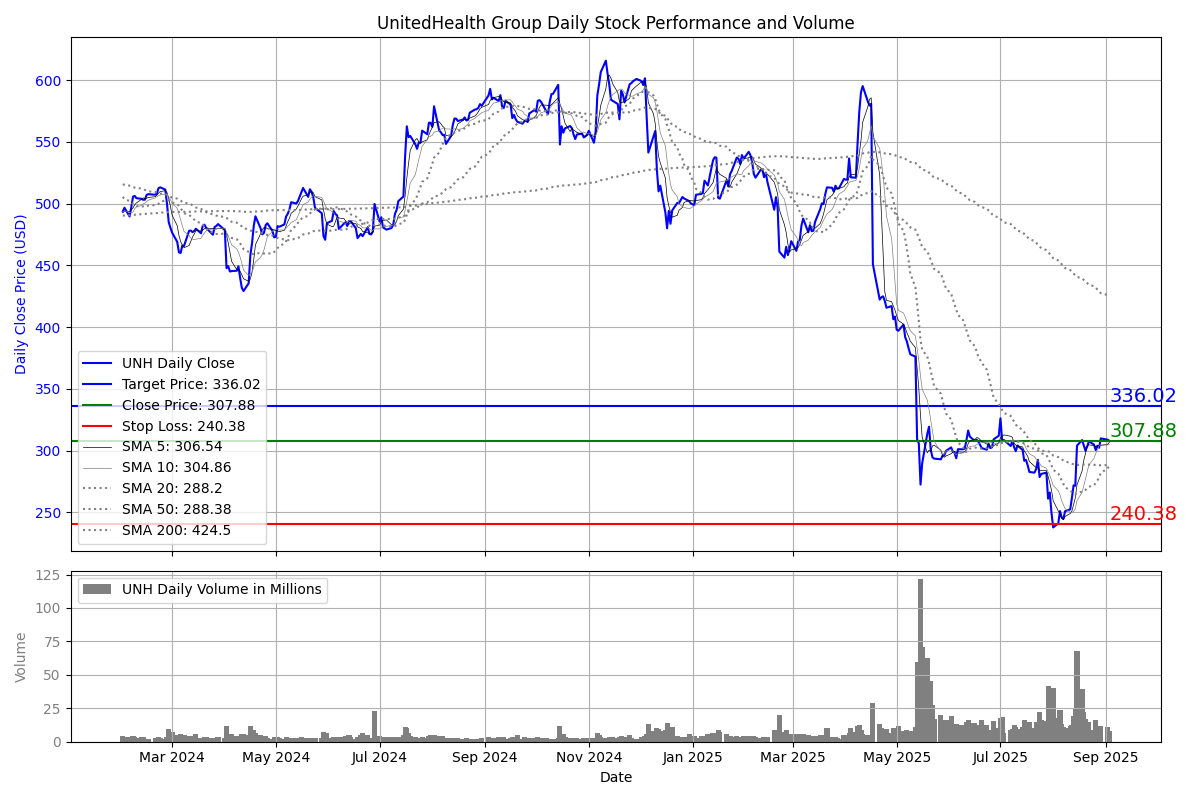 UnitedHealth Group Daily Stock Performance and Volume
Daily Close Price (USD)
600
550
500
450
400
350
300
250
UNH Daily Close
Target Price: 336.02
Close Price: 307.88
Stop Loss: 240.38
SMA 5: 306.54
SMA 10: 304.86
SMA 20: 288.2
SMA 50: 288.38
SMA 200: 424.5
336.02
307.88
240.38
Volume
125
100
75
50
25
0
UNH Daily Volume in Millions
Mar 2024 May 2024 Jul 2024 Sep 2024 Nov 2024 Jan 2025 Mar 2025 May 2025 Jul 2025 Sep 2025
Date